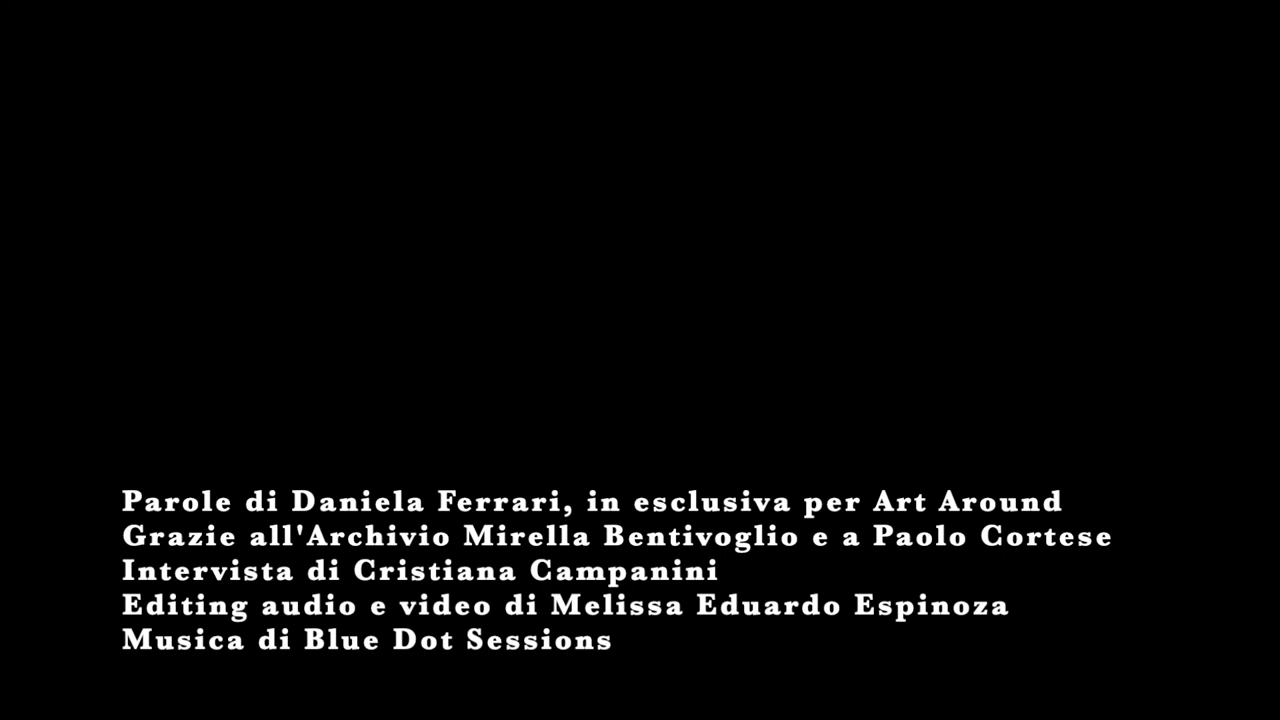 Parole di Daniela Ferrari, in esclusiva per Art Around
Grazie all'Archivio Mirella Bentivoglio e a Paolo Cortese
Intervista di Cristiana Campanini
Editing audio e video di Melissa Eduardo Espinoza
Musica di Blue Dot Sessions